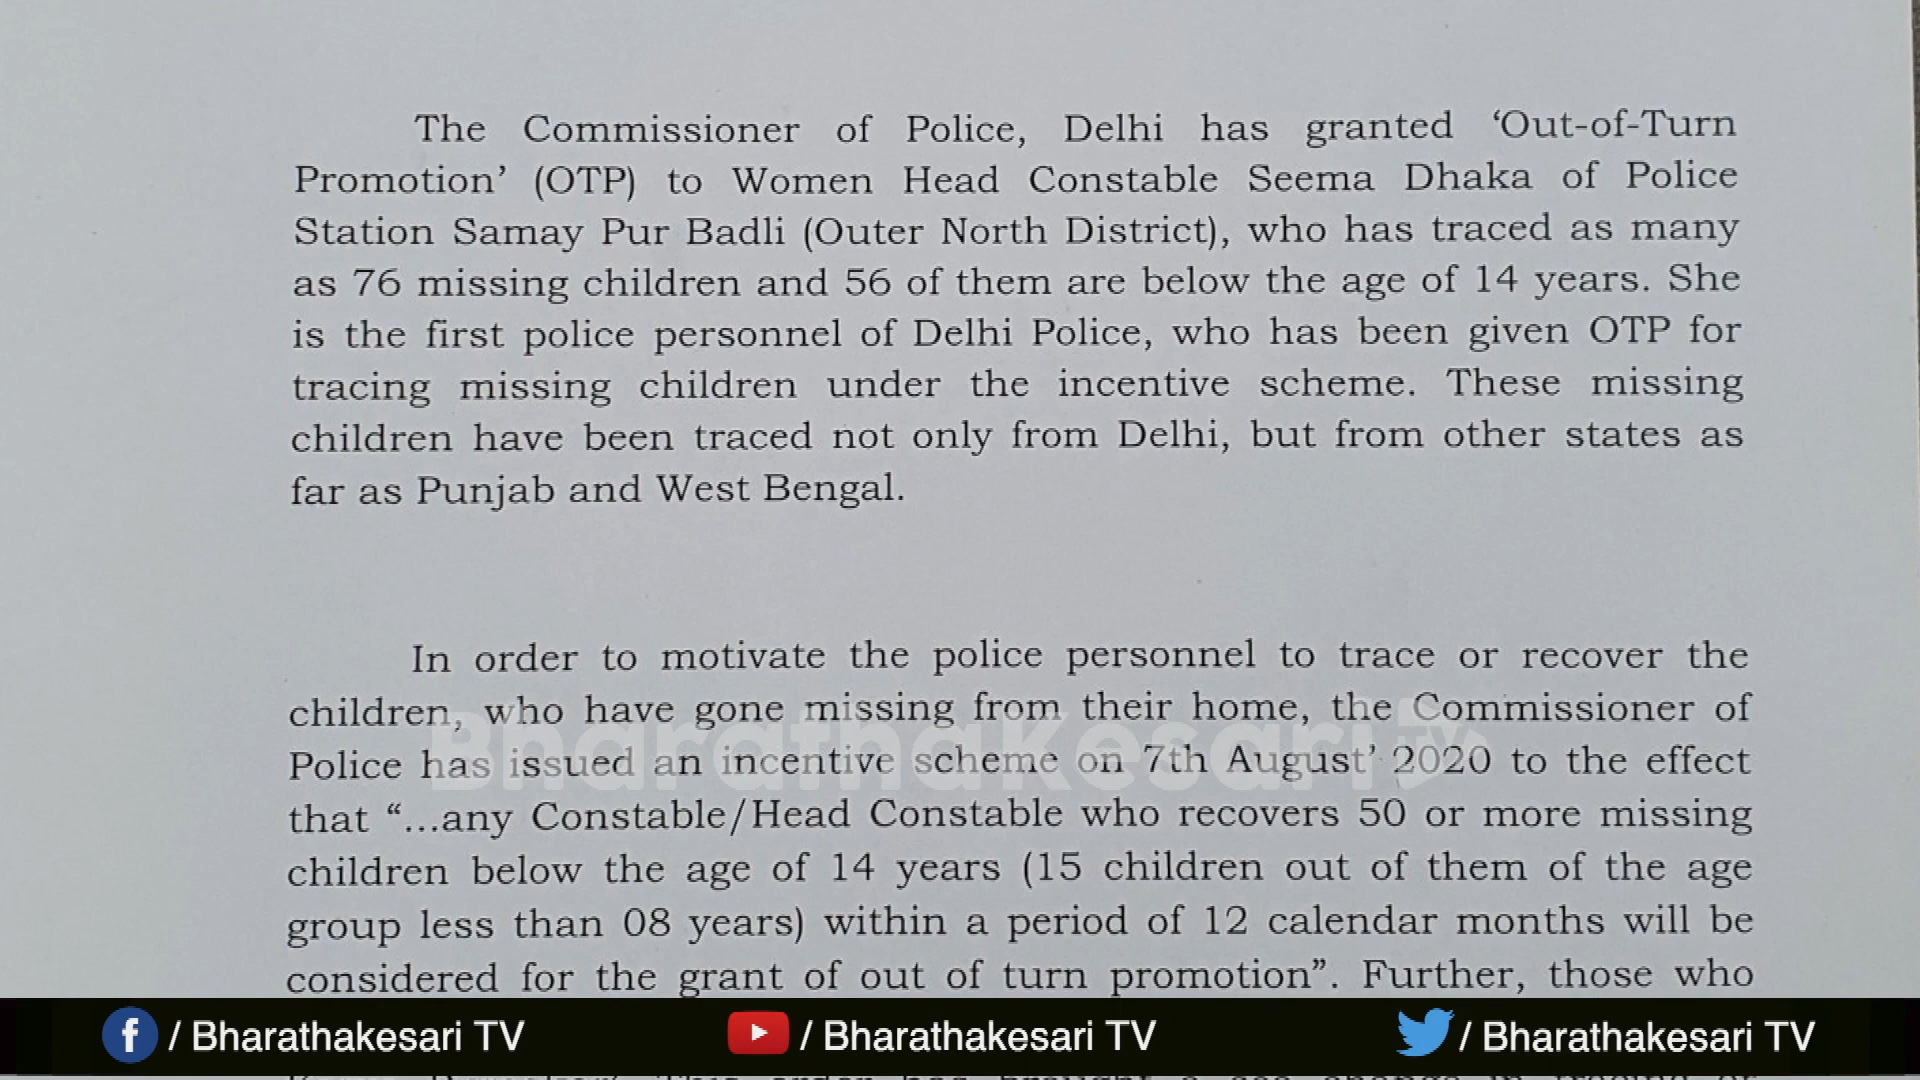 The Commissioner of Police, Delhi has granted ‘Out-of-Turn
Promotion’ (OTP) to Women Head Constable Seema Dhaka of Police
Station Samay Pur Badli (Outer North District), who has traced as many
as 76 missing children and 56 of them are below the age of 14 years. She
is the first police personnel of Delhi Police, who has been given OTP for
tracing missing children under the incentive scheme. These missing
children have been traced not only from Delhi, but from other states as
far as Punjab and West Bengal.
In order to motivate the police personnel to trace or recover the
children, who have gone missing from their home, the Commissioner of
Police has issued an incentive scheme on 7th August’ 2020 to the effect
that “...any Constable/Head Constable who recovers 50 or more missing
children below the age of 14 years (15 children out of them of the age
group less than 08 years) within a period of 12 calendar months will be
considered for the grant of out of turn promotion”. Further, those who
BharathaKesari TV
/ Bharathakesari TV
/ Bharathakesari TV
/ Bharathakesari TV